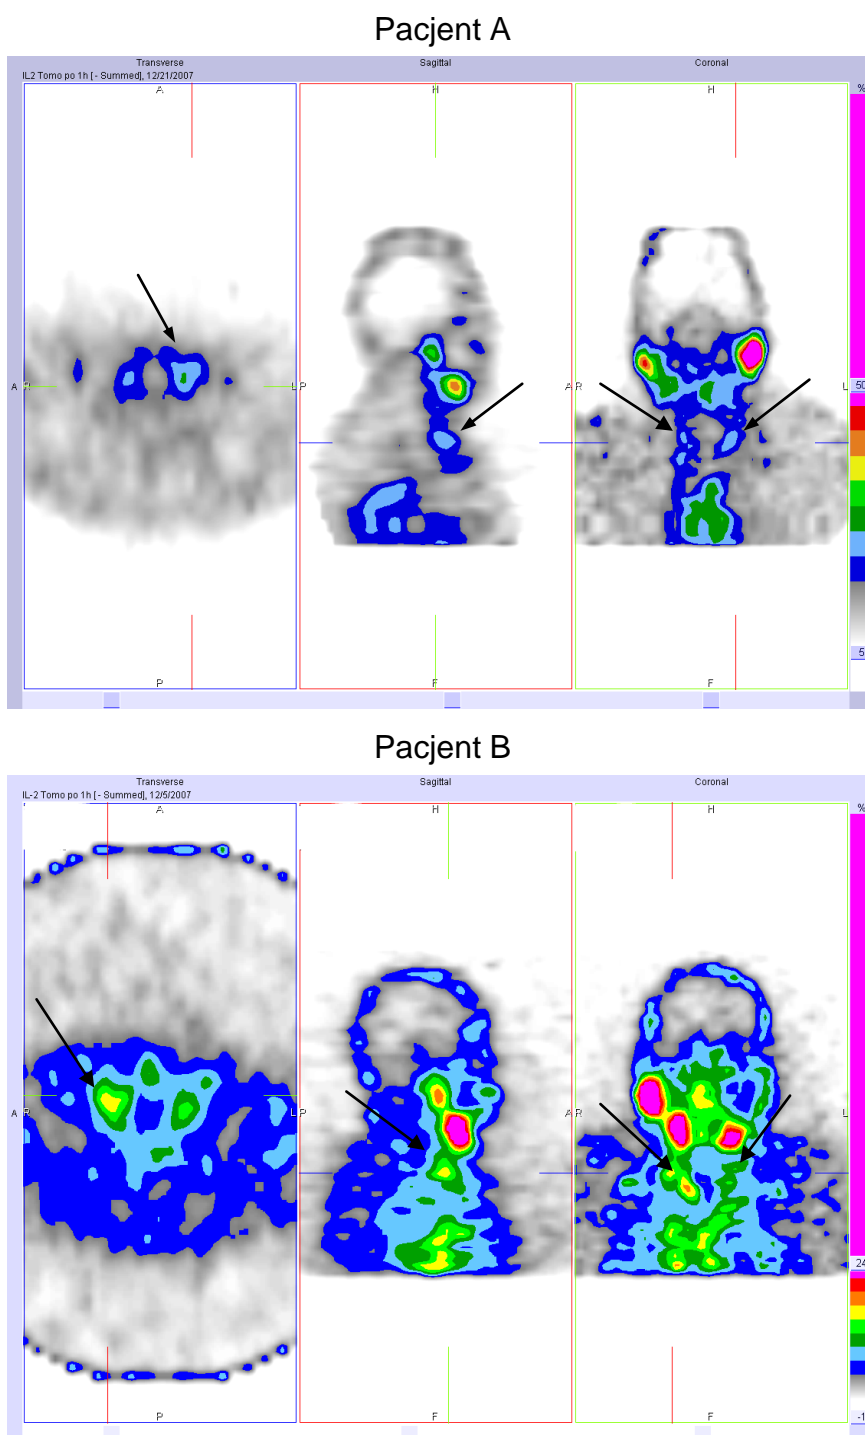 Pacjent A
Transverse Sagittal Coronal
IL2 Tomo po 1h [ - Summed], 12/21/2007 %
A H H
A R L P A R L 50
5
P F F
Pacjent B
Transverse Sagittal Coronal
IL-2 Tomo po 1h [ - Summed], 12/5/2007 %
A H H
A R L P A R L
24
P F F -1